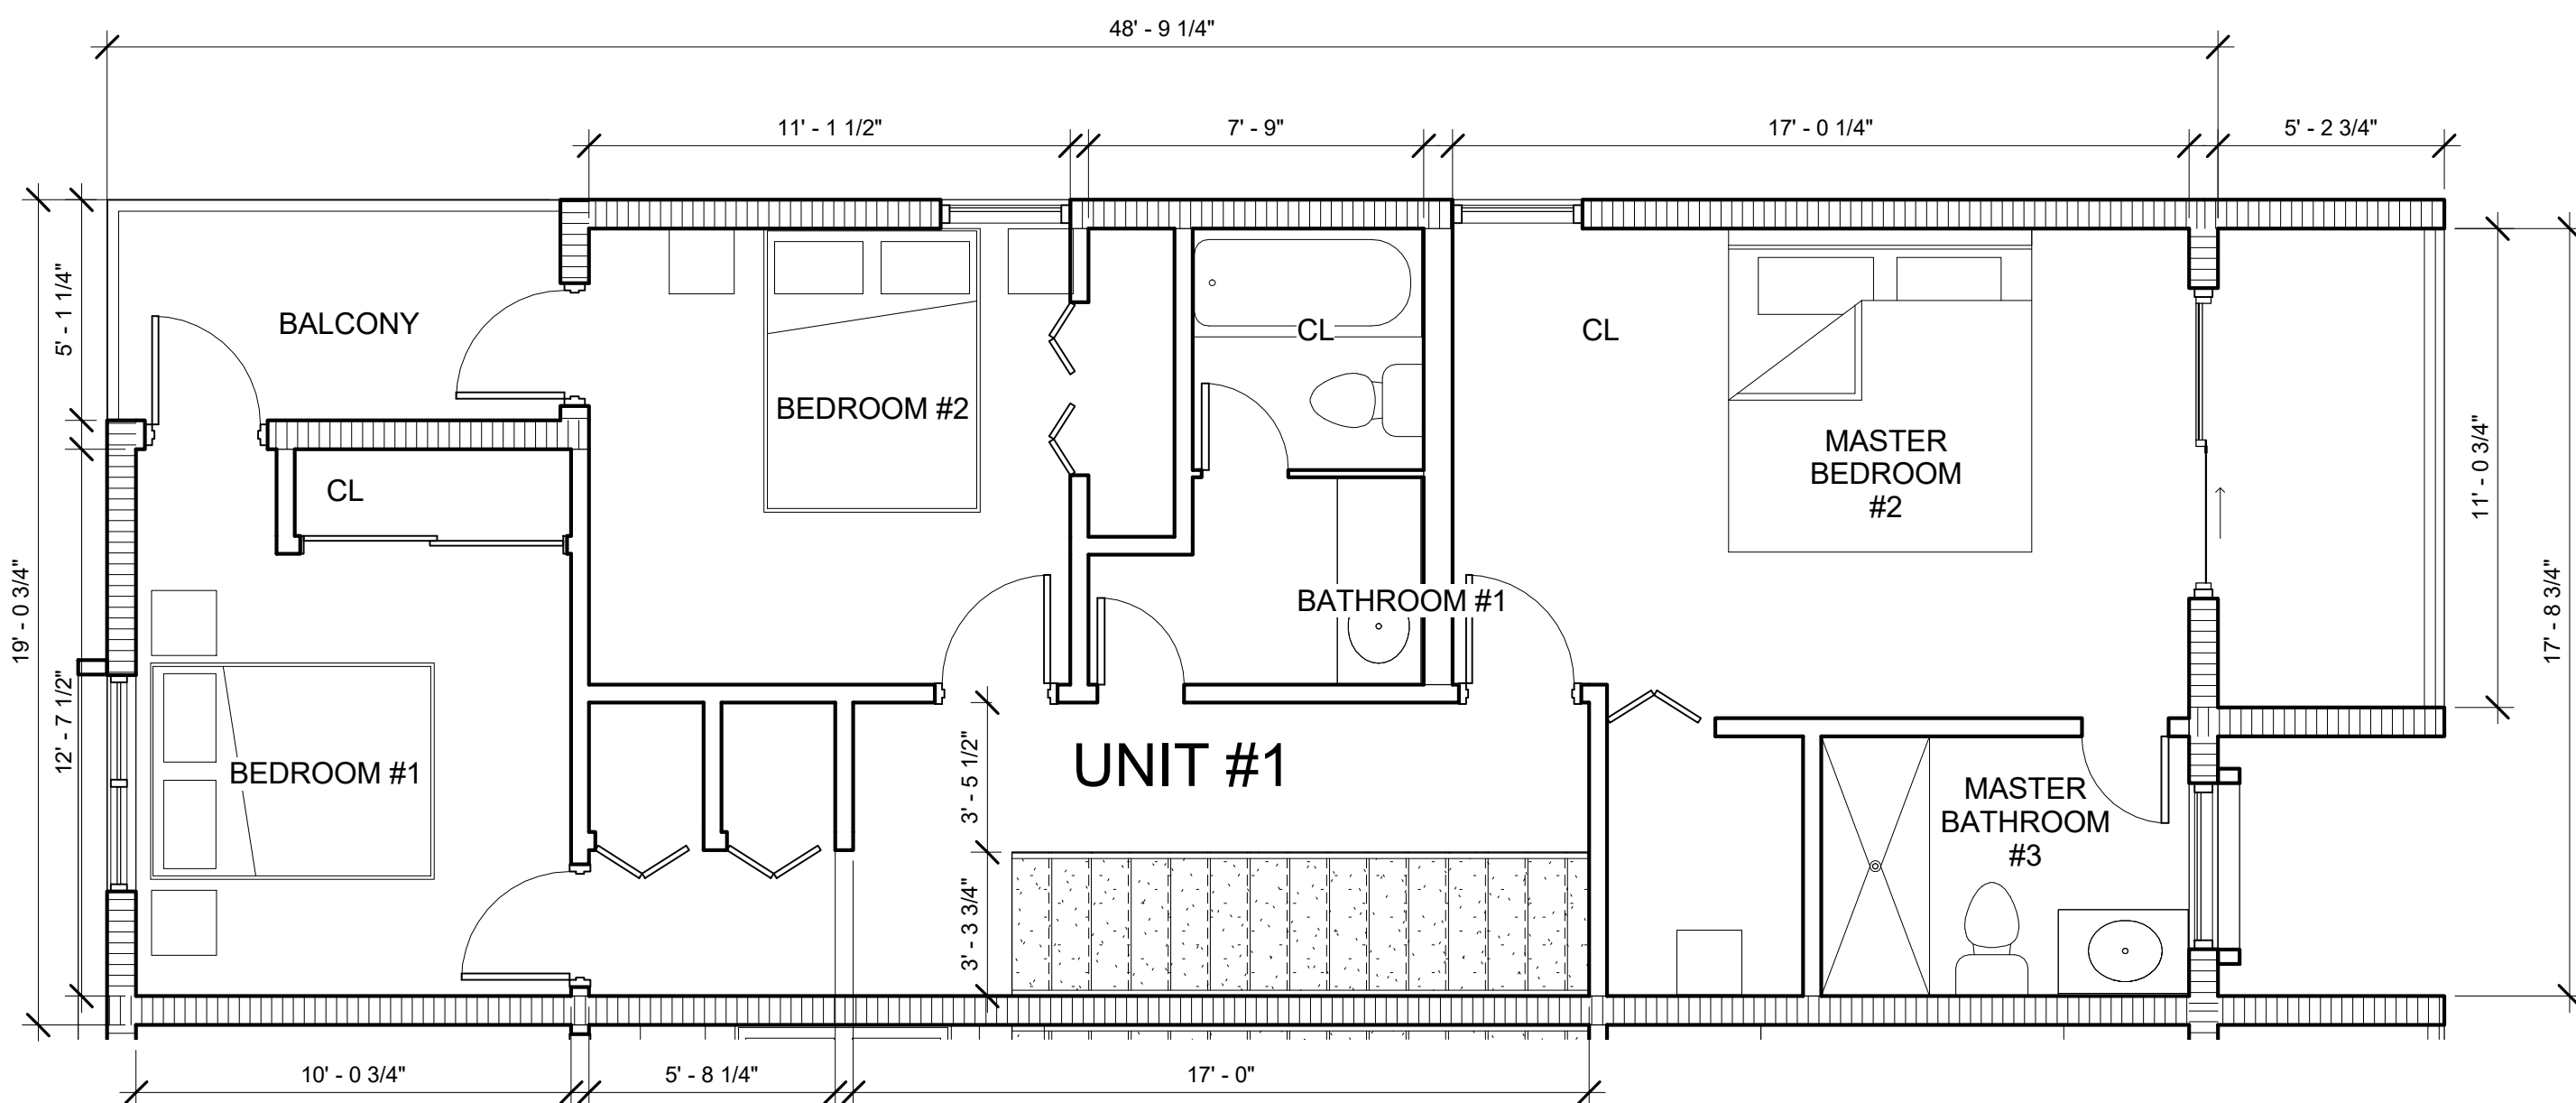 48' - 9 1/4"
11' - 1 1/2"
7' - 9"
17' - 0 1/4"
5' - 2 3/4"
5' - 1 1/4"
BALCONY
CL
CL
BEDROOM #2
MASTER
BEDROOM
#2
11' - 0 3/4"
CL
19' - 0 3/4"
BATHROOM #1
17' - 8 3/4"
12' - 7 1/2"
BEDROOM #1
3' - 5 1/2"
UNIT #1
MASTER
BATHROOM
#3
3' - 3 3/4"
10' - 0 3/4"
5' - 8 1/4"
17' - 0"